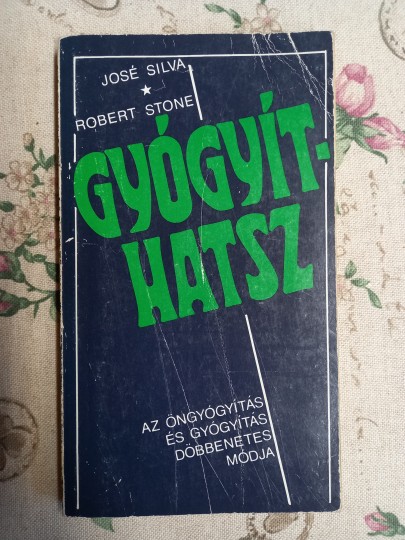 JOSÉ SILVA
★
ROBERT STONE
GYÓGYÍT-
HATSZ
AZ ÖNGYÓGYÍTÁS
ÉS GYÓGYÍTÁS
DÖBBENETES
MÓDJA